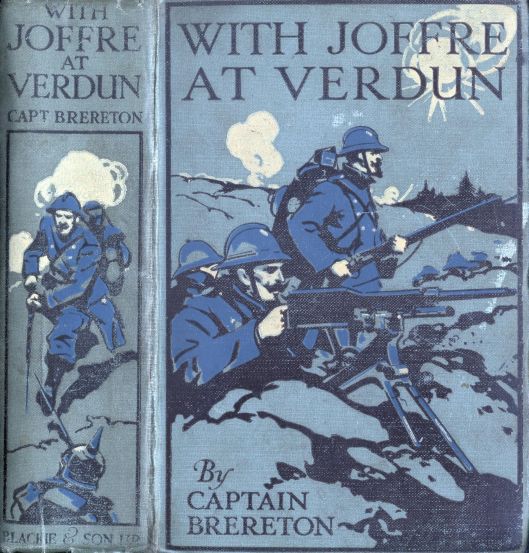 WITH
JOFFRE
AT
VERDUN
CAPT BRERETON
BLACKIE & SON LTD
WITH JOFFRE
AT VERDUN
By
CAPTAIN
BRERETON